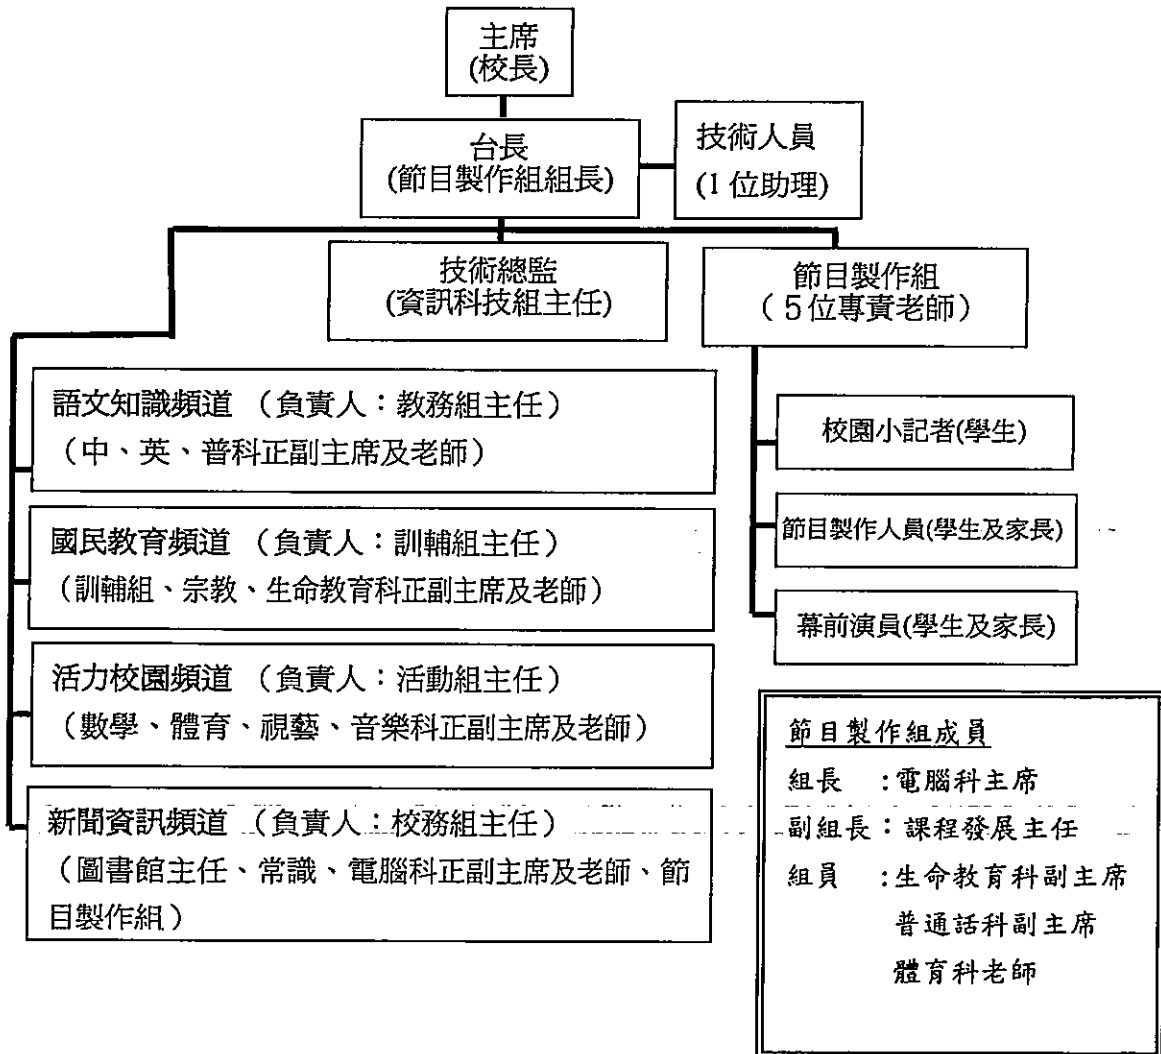 主席
(校長)
台長
(節目製作組組長)
技術人員
(1 位助理)
技術總監
(資訊科技組主任)
節目製作組
（ 5 位專責老師）
語文知識頻道 （負責人：教務組主任）
（中、英、普科正副主席及老師）
國民教育頻道 （負責人：訓輔組主任）
（訓輔組、宗教、生命教育科正副主席及老師）
活力校園頻道 （負責人：活動組主任）
（數學、體育、視藝、音樂科正副主席及老師）
新聞資訊頻道 （負責人：校務組主任）
（圖書館主任、常識、電腦科正副主席及老師、節
目製作組）
校園小記者(學生)
節目製作人員(學生及家長)
幕前演員(學生及家長)
節目製作組成員
組長 ：電腦科主席
副組長：課程發展主任
組員 ：生命教育科副主席
普通話科副主席
體育科老師